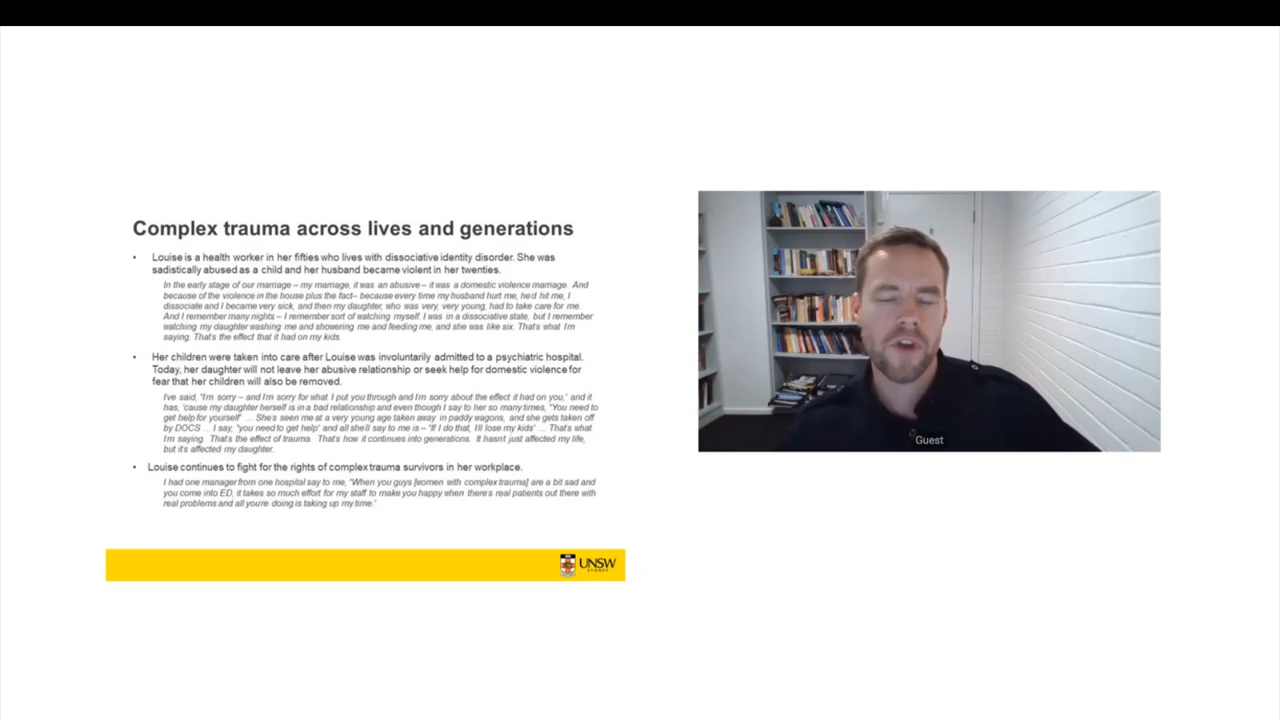 Complex trauma across lives and generations
• Louise is a health worker in her fifties who lives with dissociative identity disorder. She was
sadistically abused as a child and her husband became violent in her twenties.
In the early stage of our marriage – my marriage, it was an abusive – it was a domestic violence marriage. And
because of the violence in the house plus the fact– because every time my husband hurt me, he'd hit me, I
dissociate and I became very sick, and then my daughter, who was very, very young, had to take care for me.
And I remember many nights – I remember sort of watching myself. I was in a dissociative state, but I remember
watching my daughter washing me and showering me and feeding me, and she was like six. That's what I'm
saying. That's the effect that it had on my kids.
• Her children were taken into care after Louise was involuntarily admitted to a psychiatric hospital.
Today, her daughter will not leave her abusive relationship or seek help for domestic violence for
fear that her children will also be removed.
I've said, "I'm sorry – and I'm sorry for what I put you through and I'm sorry about the effect it had on you,' and it
has, 'cause my daughter herself is in a bad relationship and even though I say to her so many times, "You need to
get help for yourself' … She's seen me at a very young age taken away in paddy wagons, and she gets taken off
by DOCS … I say, "you need to get help' and all she'll say to me is – "If I do that, I'll lose my kids' … That's what
I'm saying. That's the effect of trauma. That's how it continues into generations. It hasn't just affected my life,
but it's affected my daughter.
• Louise continues to fight for the rights of complex trauma survivors in her workplace.
I had one manager from one hospital say to me, "When you guys [women with complex trauma] are a bit sad and
you come into ED, it takes so much effort for my staff to make you happy when there's real patients out there with
real problems and all you're doing is taking up my time.'
UNSW
SYDNEY
Guest